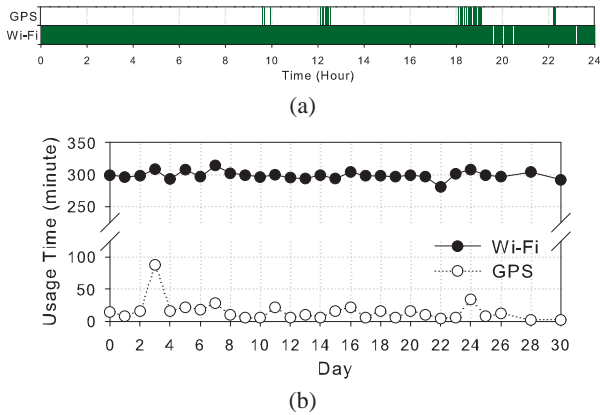 GPS
Wi-Fi
0 2 4 6 8 10 12 14 16 18 20 22 24
Time (Hour)
(a)
Usage Time (minute)
350
300
250
100
50
0
Wi-Fi
GPS
0 2 4 6 8 10 12 14 16 18 20 22 24 26 28 30
Day
(b)